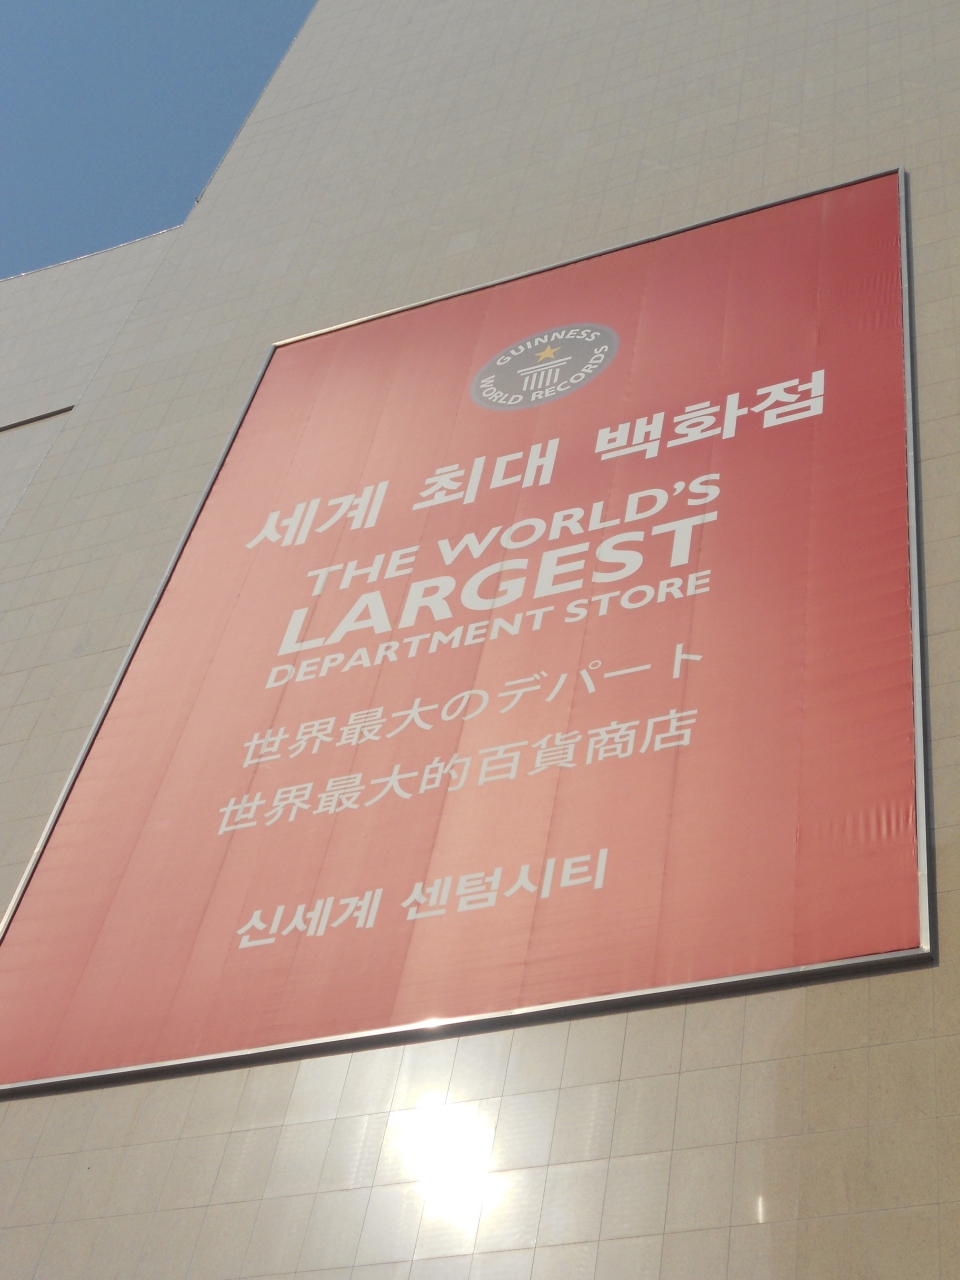 GUINNESS
WORLD RECORDS
세계 최대 백화점
THE WORLD'S
LARGEST
DEPARTMENT STORE
世界最大のデパート
世界最大的百貨商店
신세계 센텀시티